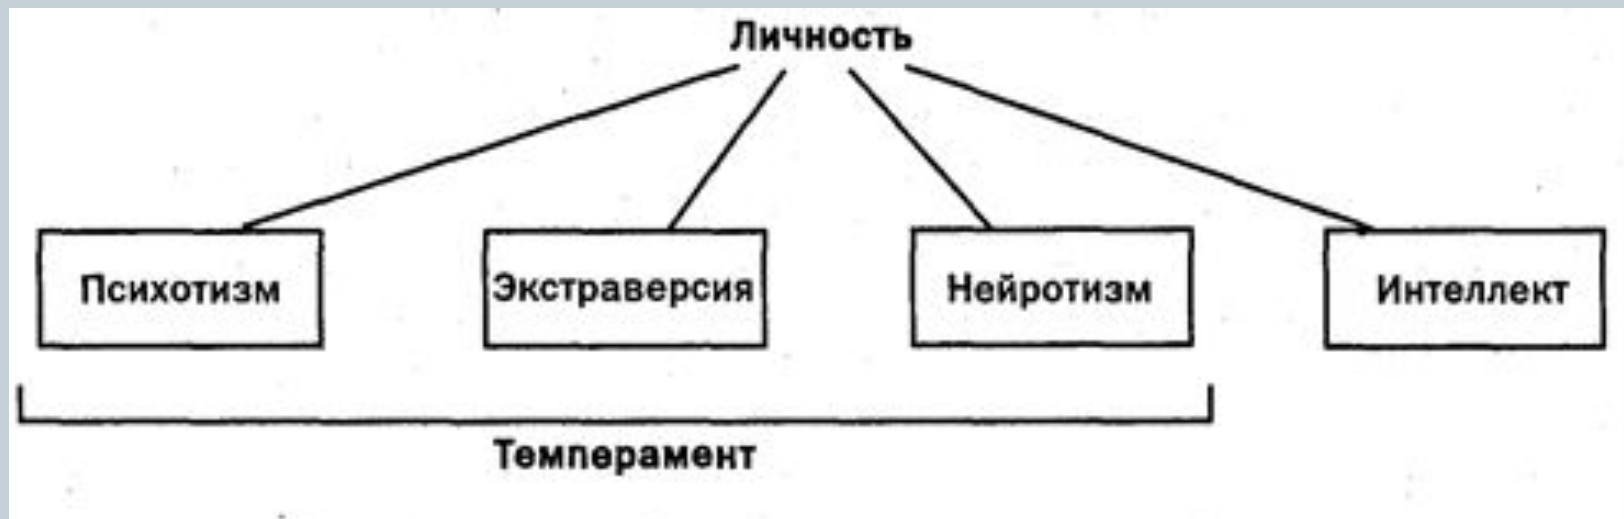 Личность
Психотизм
Экстраверсия
Нейротизм
Интеллект
Темперамент